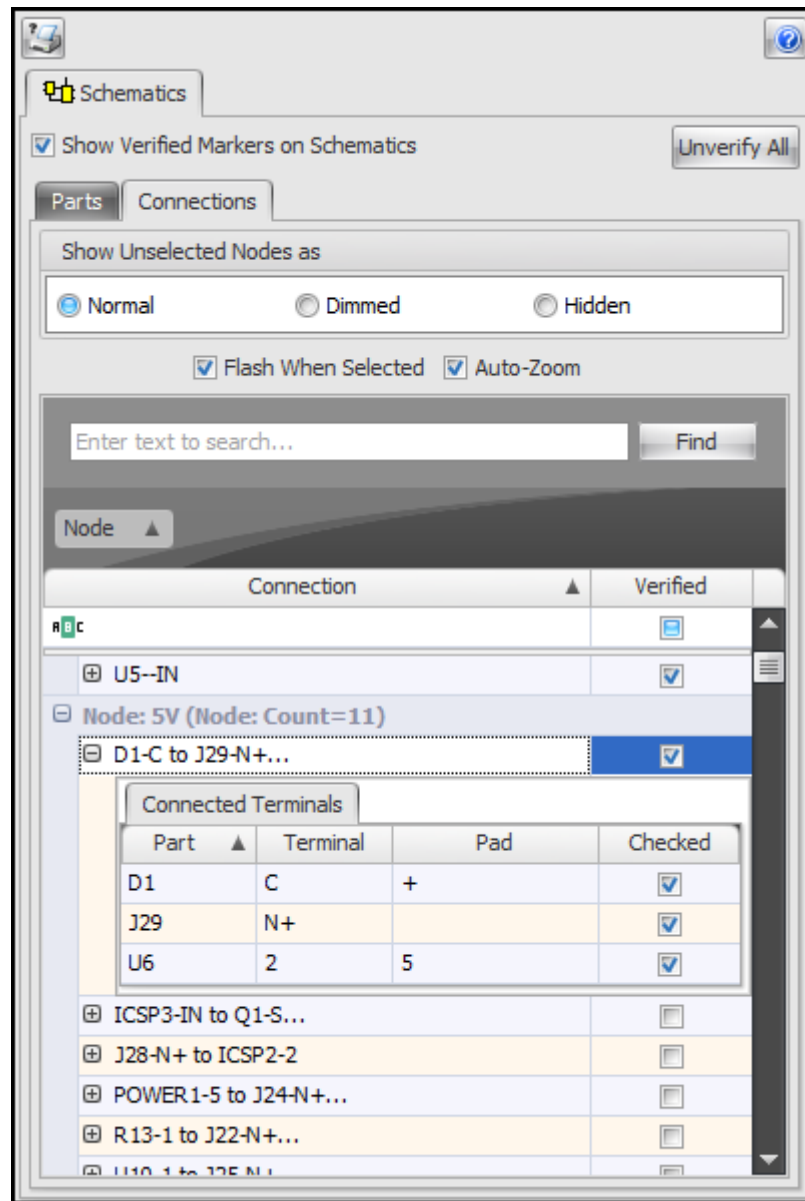 Schematics
Show Verified Markers on Schematics Unverify All
Parts Connections
Show Unselected Nodes as
Normal Dimmed Hidden
Flash When Selected Auto-Zoom
Enter text to search... Find
Node
Connection Verified
ABC
U5--IN
Node: 5V (Node: Count=11)
D1-C to J29-N+...
Connected Terminals
Part Terminal Pad Checked
D1 C +
J29 N+
U6 2 5
ICSP3-IN to Q1-S...
J28-N+ to ICSP2-2
POWER1-5 to J24-N+...
R13-1 to J22-N+...